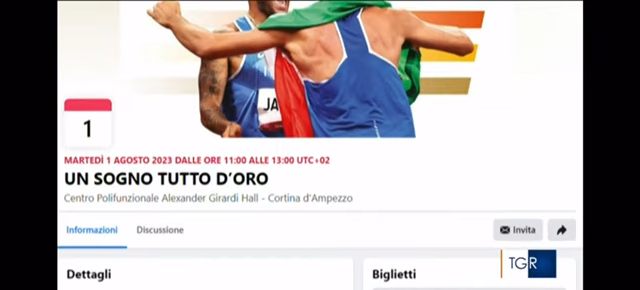 JA
1
MARTEDÌ 1 AGOSTO 2023 DALLE ORE 11:00 ALLE 13:00 UTC+02
UN SOGNO TUTTO D'ORO
Centro Polifunzionale Alexander Girardi Hall - Cortina d'Ampezzo
Informazioni Discussione Invita
TGR
Dettagli Biglietti